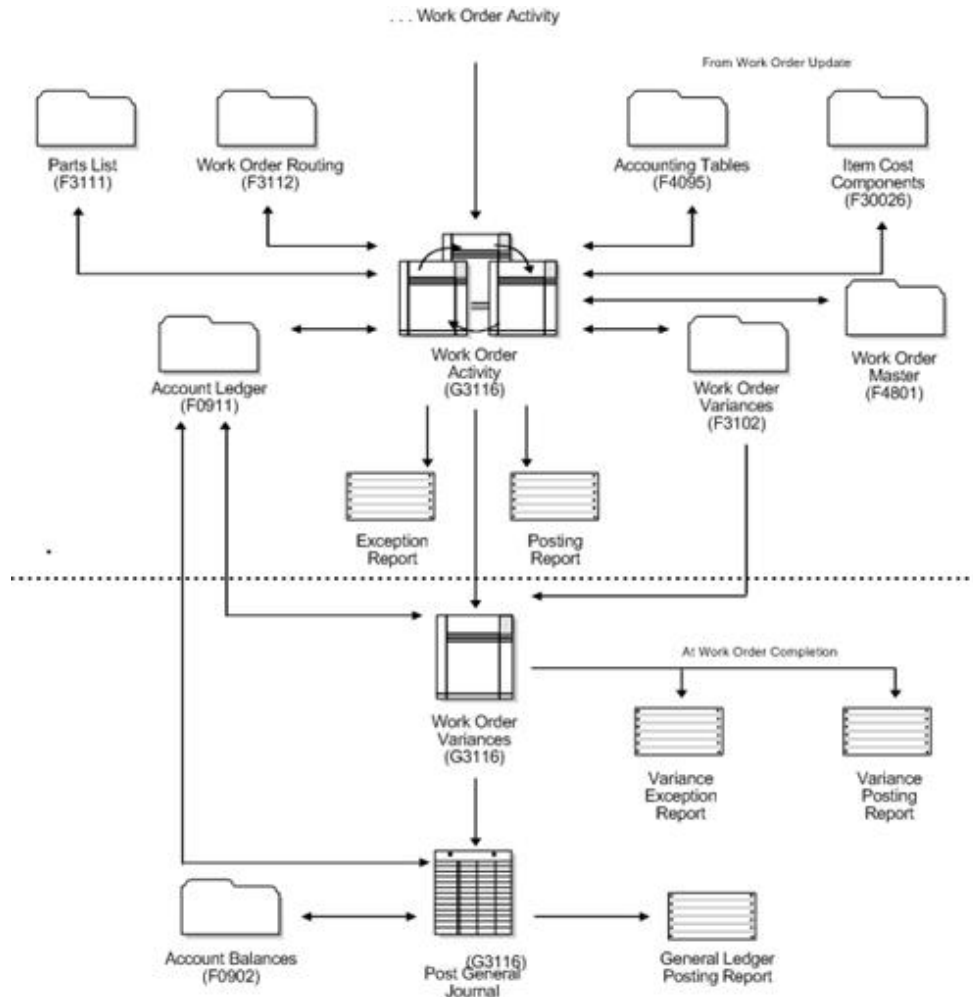 . . . Work Order Activity
From Work Order Update
Parts List
(F3111)
Work Order Routing
(F3112)
Accounting Tables
(F4095)
Item Cost
Components
(F30026)
Account Ledger
(F0911)
Work Order
Activity
(G3116)
Work Order
Variances
(F3102)
Work Order
Master
(F4801)
Exception
Report
Posting
Report
At Work Order Completion
Work Order
Variances
(G3116)
Variance
Exception
Report
Variance
Posting
Report
Account Balances
(F0902)
(G3116)
Post General
Journal
General Ledger
Posting Report